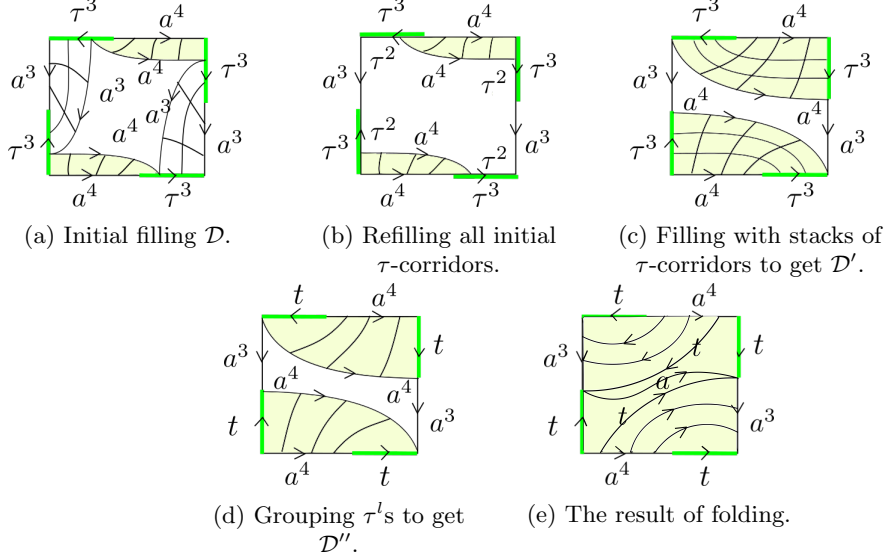 τ³ a⁴ τ³ a⁴ τ³ a⁴
a³ a³ a⁴ a³ τ³ a³ a⁴ τ² τ³ a³ τ³
τ³ a⁴ a³ τ³ τ² a⁴ a³ τ³ a⁴ a³
τ²
a⁴ τ³ a⁴ τ³ a⁴ τ³
(a) Initial filling 𝒟.
(b) Refilling all initial
τ-corridors.
(c) Filling with stacks of
τ-corridors to get 𝒟′.
t a⁴ t a⁴
a³ t a³ t t
a⁴ a⁴ a
t a³ t t a³
a⁴ t a⁴ t
(d) Grouping τˡs to get
𝒟″.
(e) The result of folding.